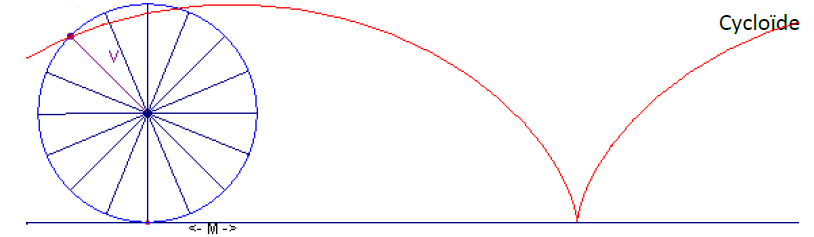 Cycloïde
V
<- M ->